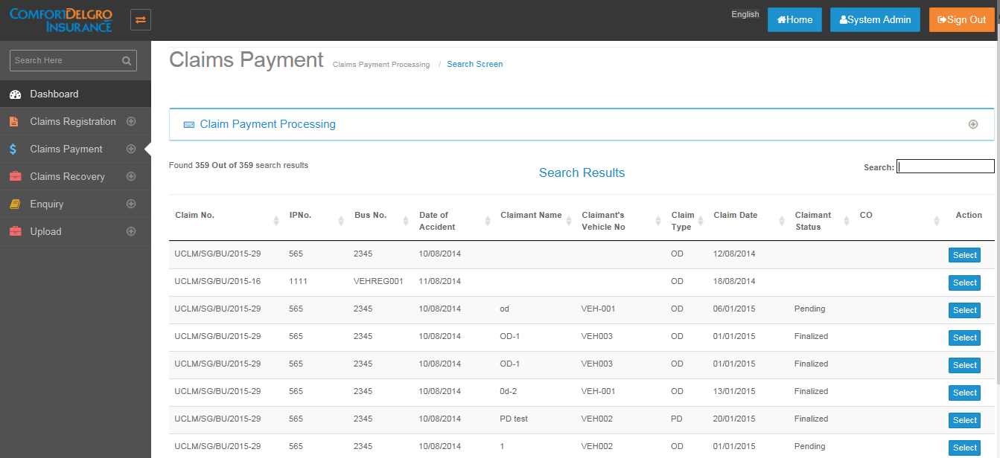 COMFORTDELGRO
INSURANCE
English
Home
System Admin
Sign Out
Search Here
Dashboard
Claims Registration
Claims Payment
Claims Recovery
Enquiry
Upload
Claims Payment Claims Payment Processing / Search Screen
Claim Payment Processing
Found 359 Out of 359 search results
Search Results
Search:
Claim No. IPNo. Bus No. Date of Accident Claimant Name Claimant's Vehicle No Claim Type Claim Date Claimant Status CO Action
UCLM/SG/BU/2015-29 565 2345 10/08/2014 OD 12/08/2014 Select
UCLM/SG/BU/2015-16 1111 VEHREG001 11/08/2014 OD 18/08/2014 Select
UCLM/SG/BU/2015-29 565 2345 10/08/2014 od VEH-001 OD 06/01/2015 Pending Select
UCLM/SG/BU/2015-29 565 2345 10/08/2014 OD-1 VEH003 OD 01/01/2015 Finalized Select
UCLM/SG/BU/2015-29 565 2345 10/08/2014 OD-1 VEH003 OD 01/01/2015 Finalized Select
UCLM/SG/BU/2015-29 565 2345 10/08/2014 0d-2 VEH-001 OD 13/01/2015 Finalized Select
UCLM/SG/BU/2015-29 565 2345 10/08/2014 PD test VEH002 PD 20/01/2015 Finalized Select
UCLM/SG/BU/2015-29 565 2345 10/08/2014 1 VEH002 OD 01/01/2015 Pending Select